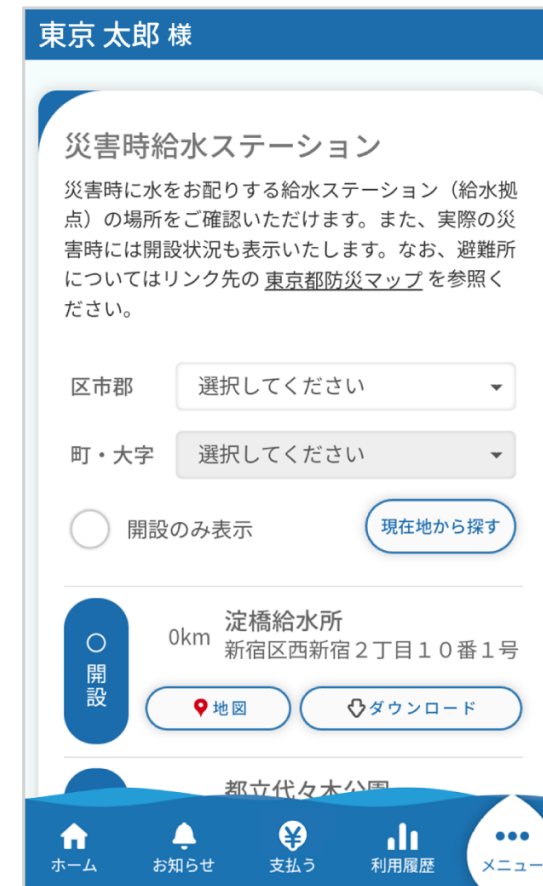 東京 太郎 様
災害時給水ステーション
災害時に水をお配りする給水ステーション（給水拠
点）の場所をご確認いただけます。また、実際の災
害時には開設状況も表示いたします。なお、避難所
についてはリンク先の 東京都防災マップ を参照く
ださい。
区市郡 選択してください
町・大字 選択してください
開設のみ表示 現在地から探す
○開設 0km 淀橋給水所
新宿区西新宿２丁目１０番１号
地図 ダウンロード
都立代々木公園
ホーム お知らせ 支払う 利用履歴 メニュー